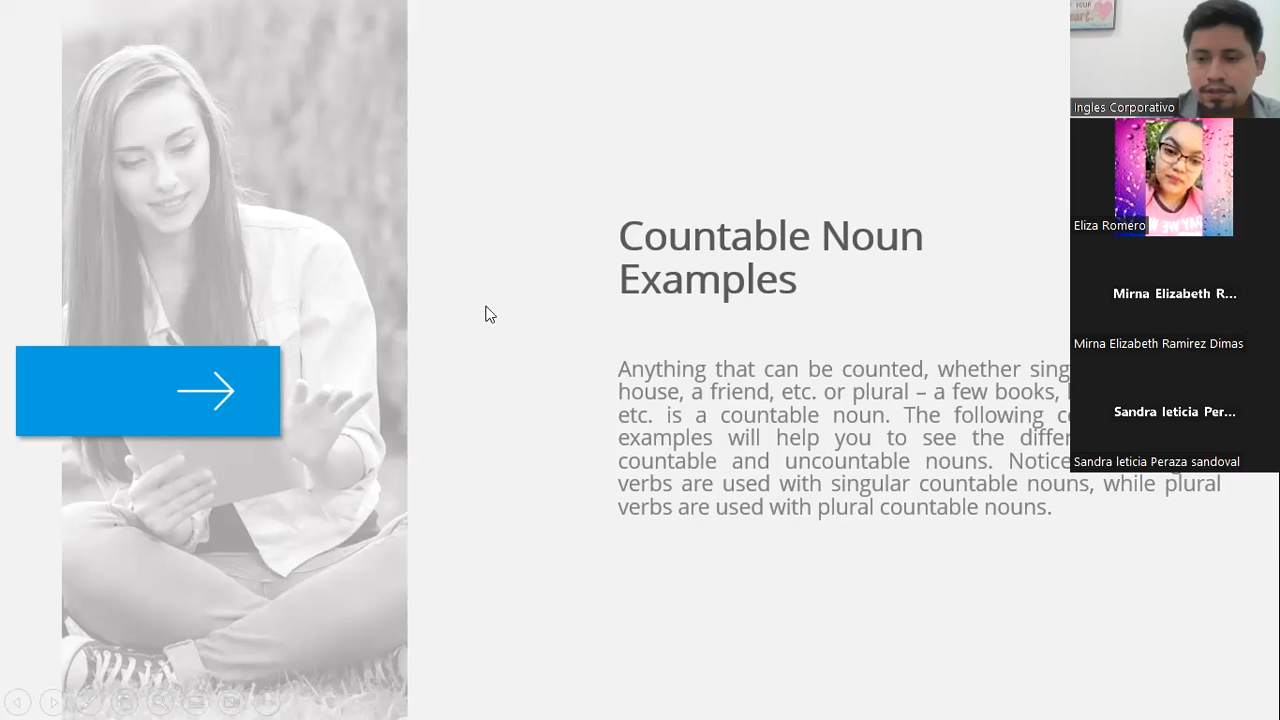 Countable Noun
Examples
Anything that can be counted, whether
house, a friend, etc. or plural – a few books,
etc. is a countable noun. The following
examples will help you to see the
countable and uncountable nouns.
verbs are used with singular countable nouns, while plural
verbs are used with plural countable nouns.
YOUR
Ingles Corporativo
Eliza Romero
Mirna Elizabeth R...
Mirna Elizabeth Ramirez Dimas
Sandra leticia Per...
Sandra leticia Peraza sandoval